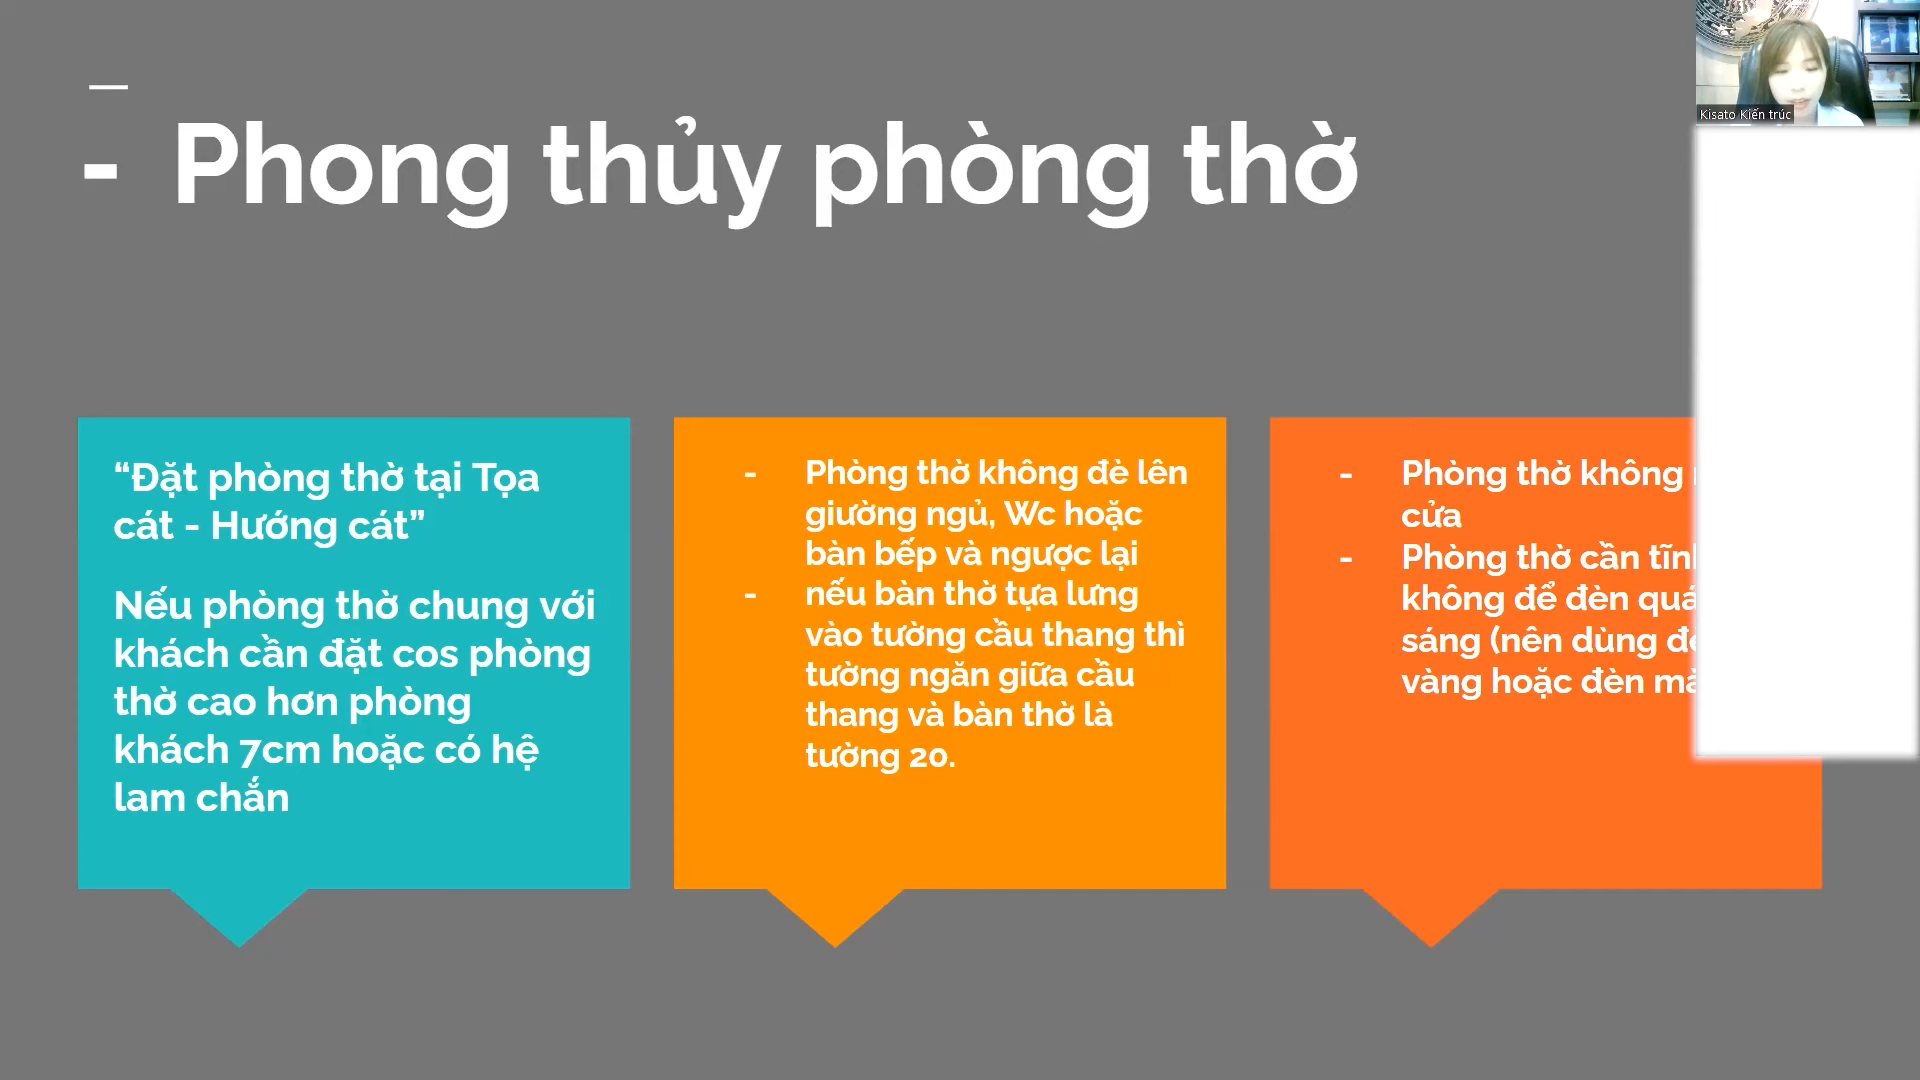 Kisato Kiến trúc
- Phong thủy phòng thờ
“Đặt phòng thờ tại Tọa
cát - Hướng cát”
Nếu phòng thờ chung với
khách cần đặt cos phòng
thờ cao hơn phòng
khách 7cm hoặc có hệ
lam chắn
- Phòng thờ không đè lên
giường ngủ, Wc hoặc
bàn bếp và ngược lại
- nếu bàn thờ tựa lưng
vào tường cầu thang thì
tường ngăn giữa cầu
thang và bàn thờ là
tường 20.
- Phòng thờ không
cửa
- Phòng thờ cần
không để đèn quá
sáng (nên dùng
vàng hoặc đèn